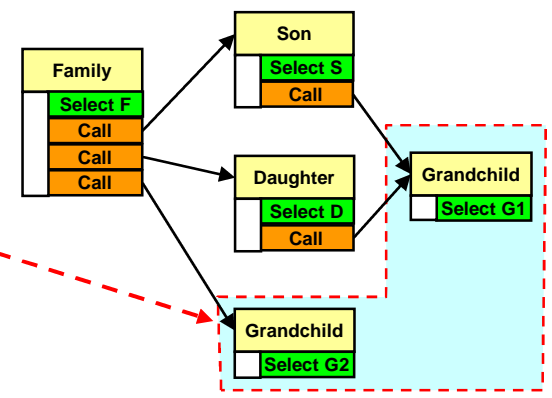 Family
Select F
Call
Call
Call
Son
Select S
Call
Daughter
Select D
Call
Grandchild
Select G1
Grandchild
Select G2